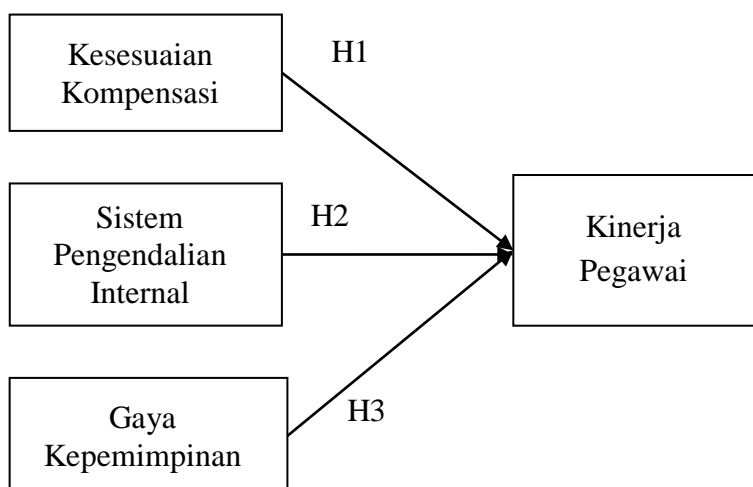 Kesesuaian
Kompensasi
H1
Sistem
Pengendalian
Internal
H2
Kinerja
Pegawai
Gaya
Kepemimpinan
H3